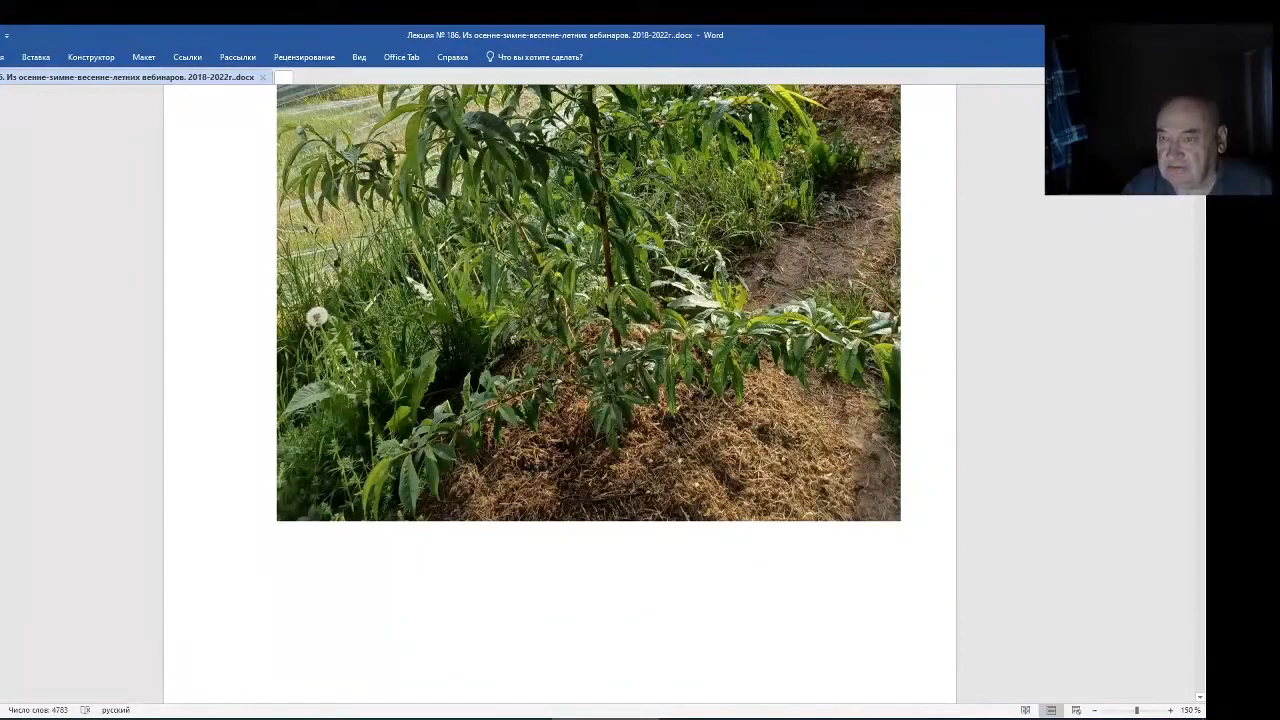 Лекция № 186. Из осенне-зимне-весенне-летних вебинаров. 2018-2022г..docx - Word
Вставка Конструктор Макет Ссылки Рассылки Рецензирование Вид Office Tab Справка Что вы хотите сделать?
6. Из осенне-зимне-весенне-летних вебинаров. 2018-2022г..docx
Число слов: 4783 русский 150 %